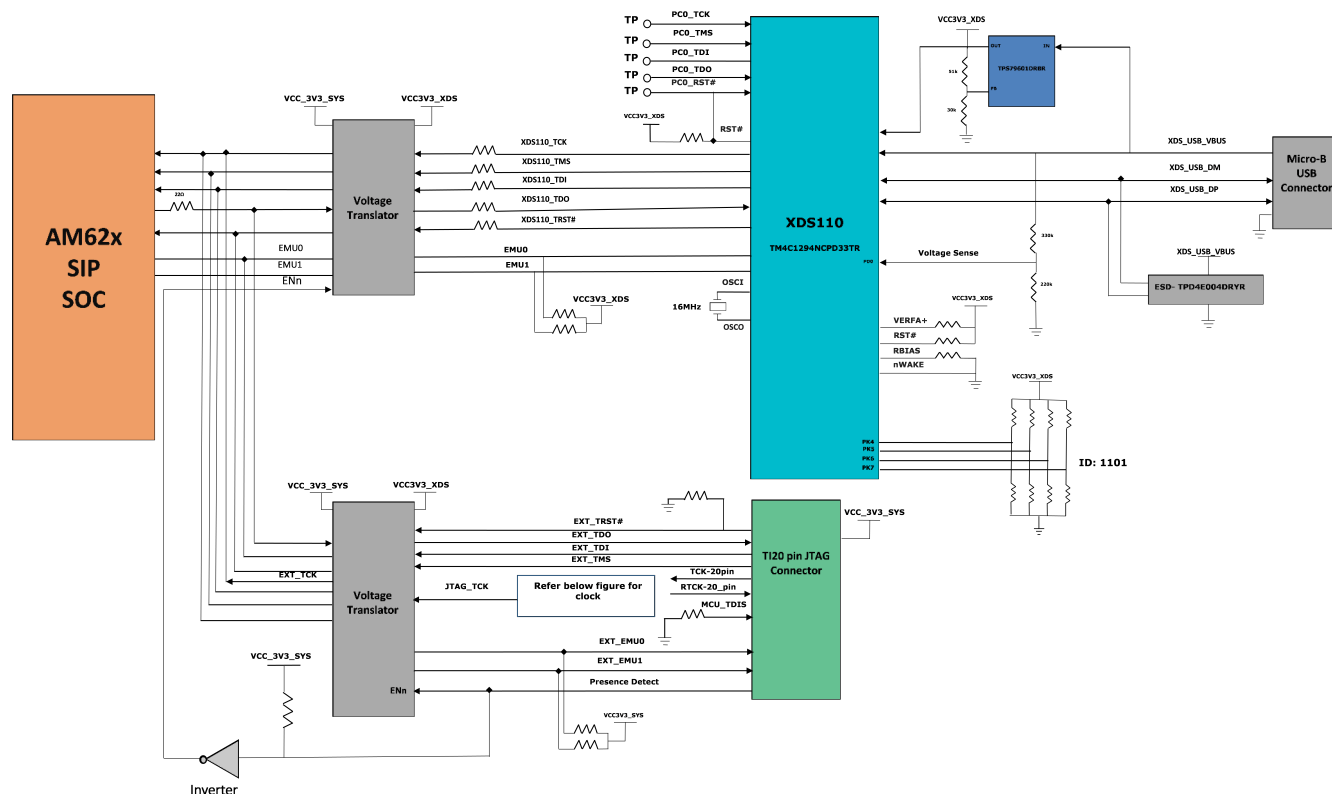 TP
PC0_TCK
TP
PC0_TMS
TP
PC0_TDI
TP
PC0_TDO
TP
PC0_RST#
VCC3V3_XDS
RST#
VCC3V3_XDS
OUT
IN
TPS79601DRBR
FB
51k
30k
VCC_3V3_SYS
VCC3V3_XDS
Voltage
Translator
XDS110_TCK
XDS110_TMS
XDS110_TDI
XDS110_TDO
XDS110_TRST#
22Ω
AM62x
SIP
SOC
EMU0
EMU1
ENn
EMU0
EMU1
VCC3V3_XDS
OSCI
16MHz
OSCO
XDS110
TM4C1294NCPD33TR
PD0
Voltage Sense
330k
220k
XDS_USB_VBUS
XDS_USB_DM
XDS_USB_DP
Micro-B
USB
Connector
XDS_USB_VBUS
ESD- TPD4E004DRYR
VCC3V3_XDS
VERFA+
RST#
RBIAS
nWAKE
VCC3V3_XDS
PK4
PK5
PK6
PK7
ID: 1101
VCC_3V3_SYS
VCC3V3_XDS
Voltage
Translator
ENn
EXT_TCK
EXT_TRST#
EXT_TDO
EXT_TDI
EXT_TMS
JTAG_TCK
Refer below figure for
clock
TCK-20pin
RTCK-20_pin
MCU_TDIS
VCC_3V3_SYS
TI20 pin JTAG
Connector
EXT_EMU0
EXT_EMU1
Presence Detect
VCC3V3_SYS
VCC_3V3_SYS
Inverter